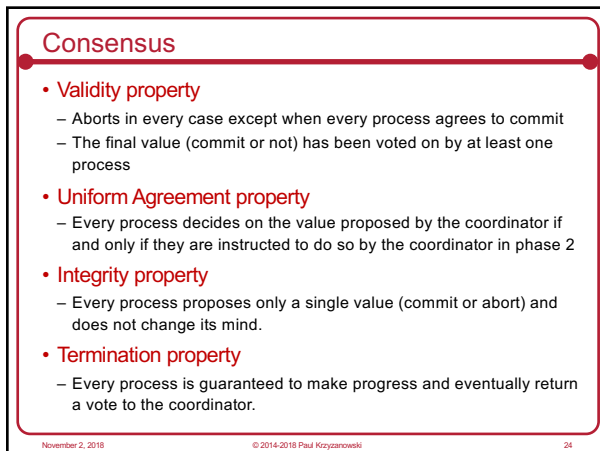 Consensus
• Validity property
– Aborts in every case except when every process agrees to commit
– The final value (commit or not) has been voted on by at least one
process
• Uniform Agreement property
– Every process decides on the value proposed by the coordinator if
and only if they are instructed to do so by the coordinator in phase 2
• Integrity property
– Every process proposes only a single value (commit or abort) and
does not change its mind.
• Termination property
– Every process is guaranteed to make progress and eventually return
a vote to the coordinator.
November 2, 2018 © 2014-2018 Paul Krzyzanowski 24